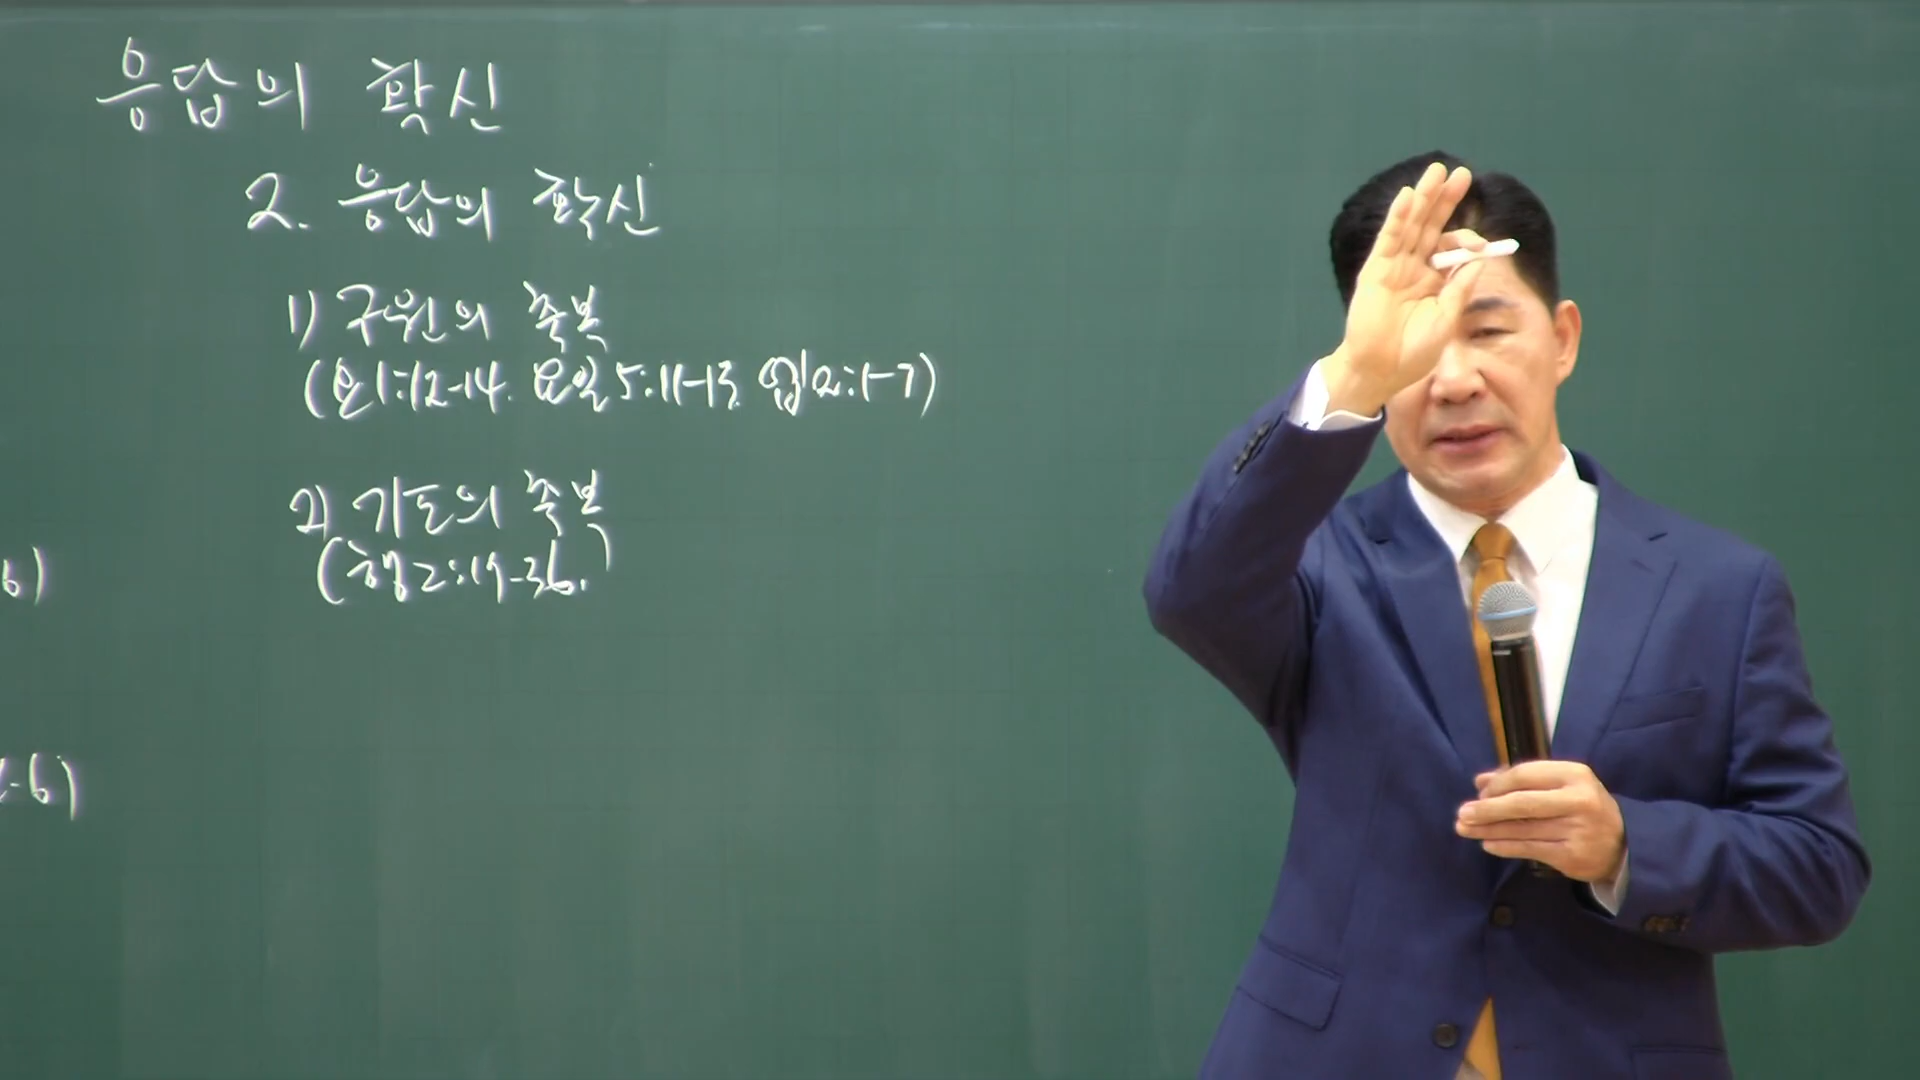 응답의 확신
2. 응답의 확신
1) 구원의 축복
(요1:12-14. 요일5:11-13. 엡2:1-7)
2) 기도의 축복
6)
(행2:14-36.)
-6)